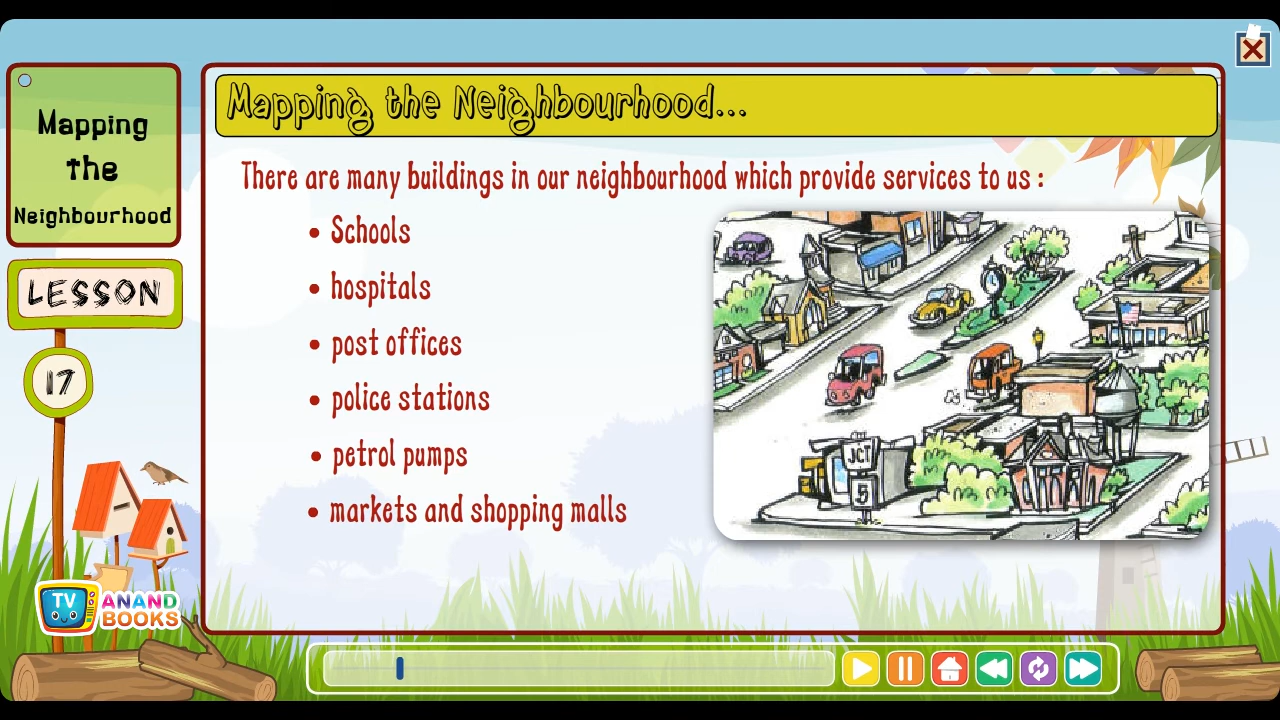 Mapping
the
Neighbourhood
LESSON
17
Mapping the Neighbourhood...
There are many buildings in our neighbourhood which provide services to us :
• Schools
• hospitals
• post offices
• police stations
• petrol pumps
• markets and shopping malls
JCT
5
TV
ANAND
BOOKS